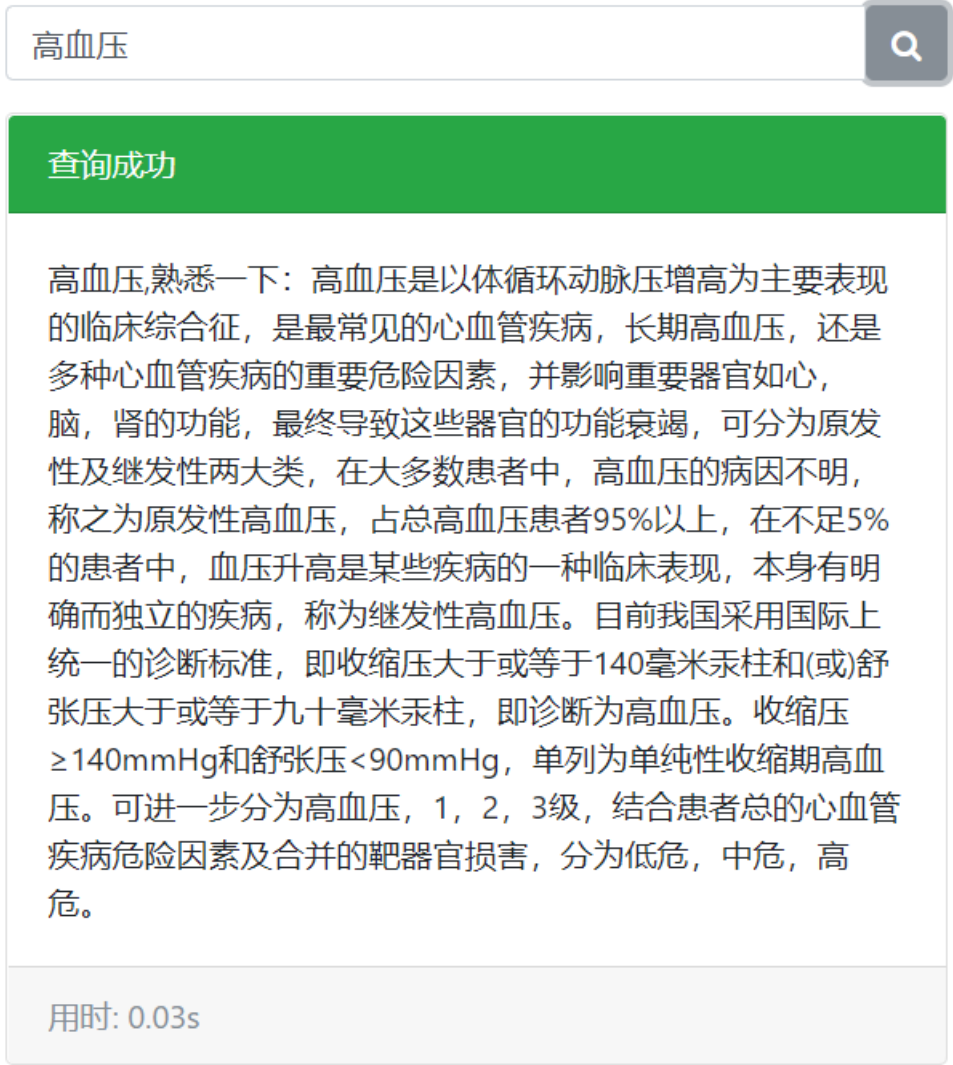 高血压
查询成功
高血压,熟悉一下：高血压是以体循环动脉压增高为主要表现
的临床综合征，是最常见的心血管疾病，长期高血压，还是
多种心血管疾病的重要危险因素，并影响重要器官如心，
脑，肾的功能，最终导致这些器官的功能衰竭，可分为原发
性及继发性两大类，在大多数患者中，高血压的病因不明，
称之为原发性高血压，占总高血压患者95%以上，在不足5%
的患者中，血压升高是某些疾病的一种临床表现，本身有明
确而独立的疾病，称为继发性高血压。目前我国采用国际上
统一的诊断标准，即收缩压大于或等于140毫米汞柱和(或)舒
张压大于或等于九十毫米汞柱，即诊断为高血压。收缩压
≥140mmHg和舒张压<90mmHg，单列为单纯性收缩期高血
压。可进一步分为高血压，1，2，3级，结合患者总的心血管
疾病危险因素及合并的靶器官损害，分为低危，中危，高
危。
用时: 0.03s